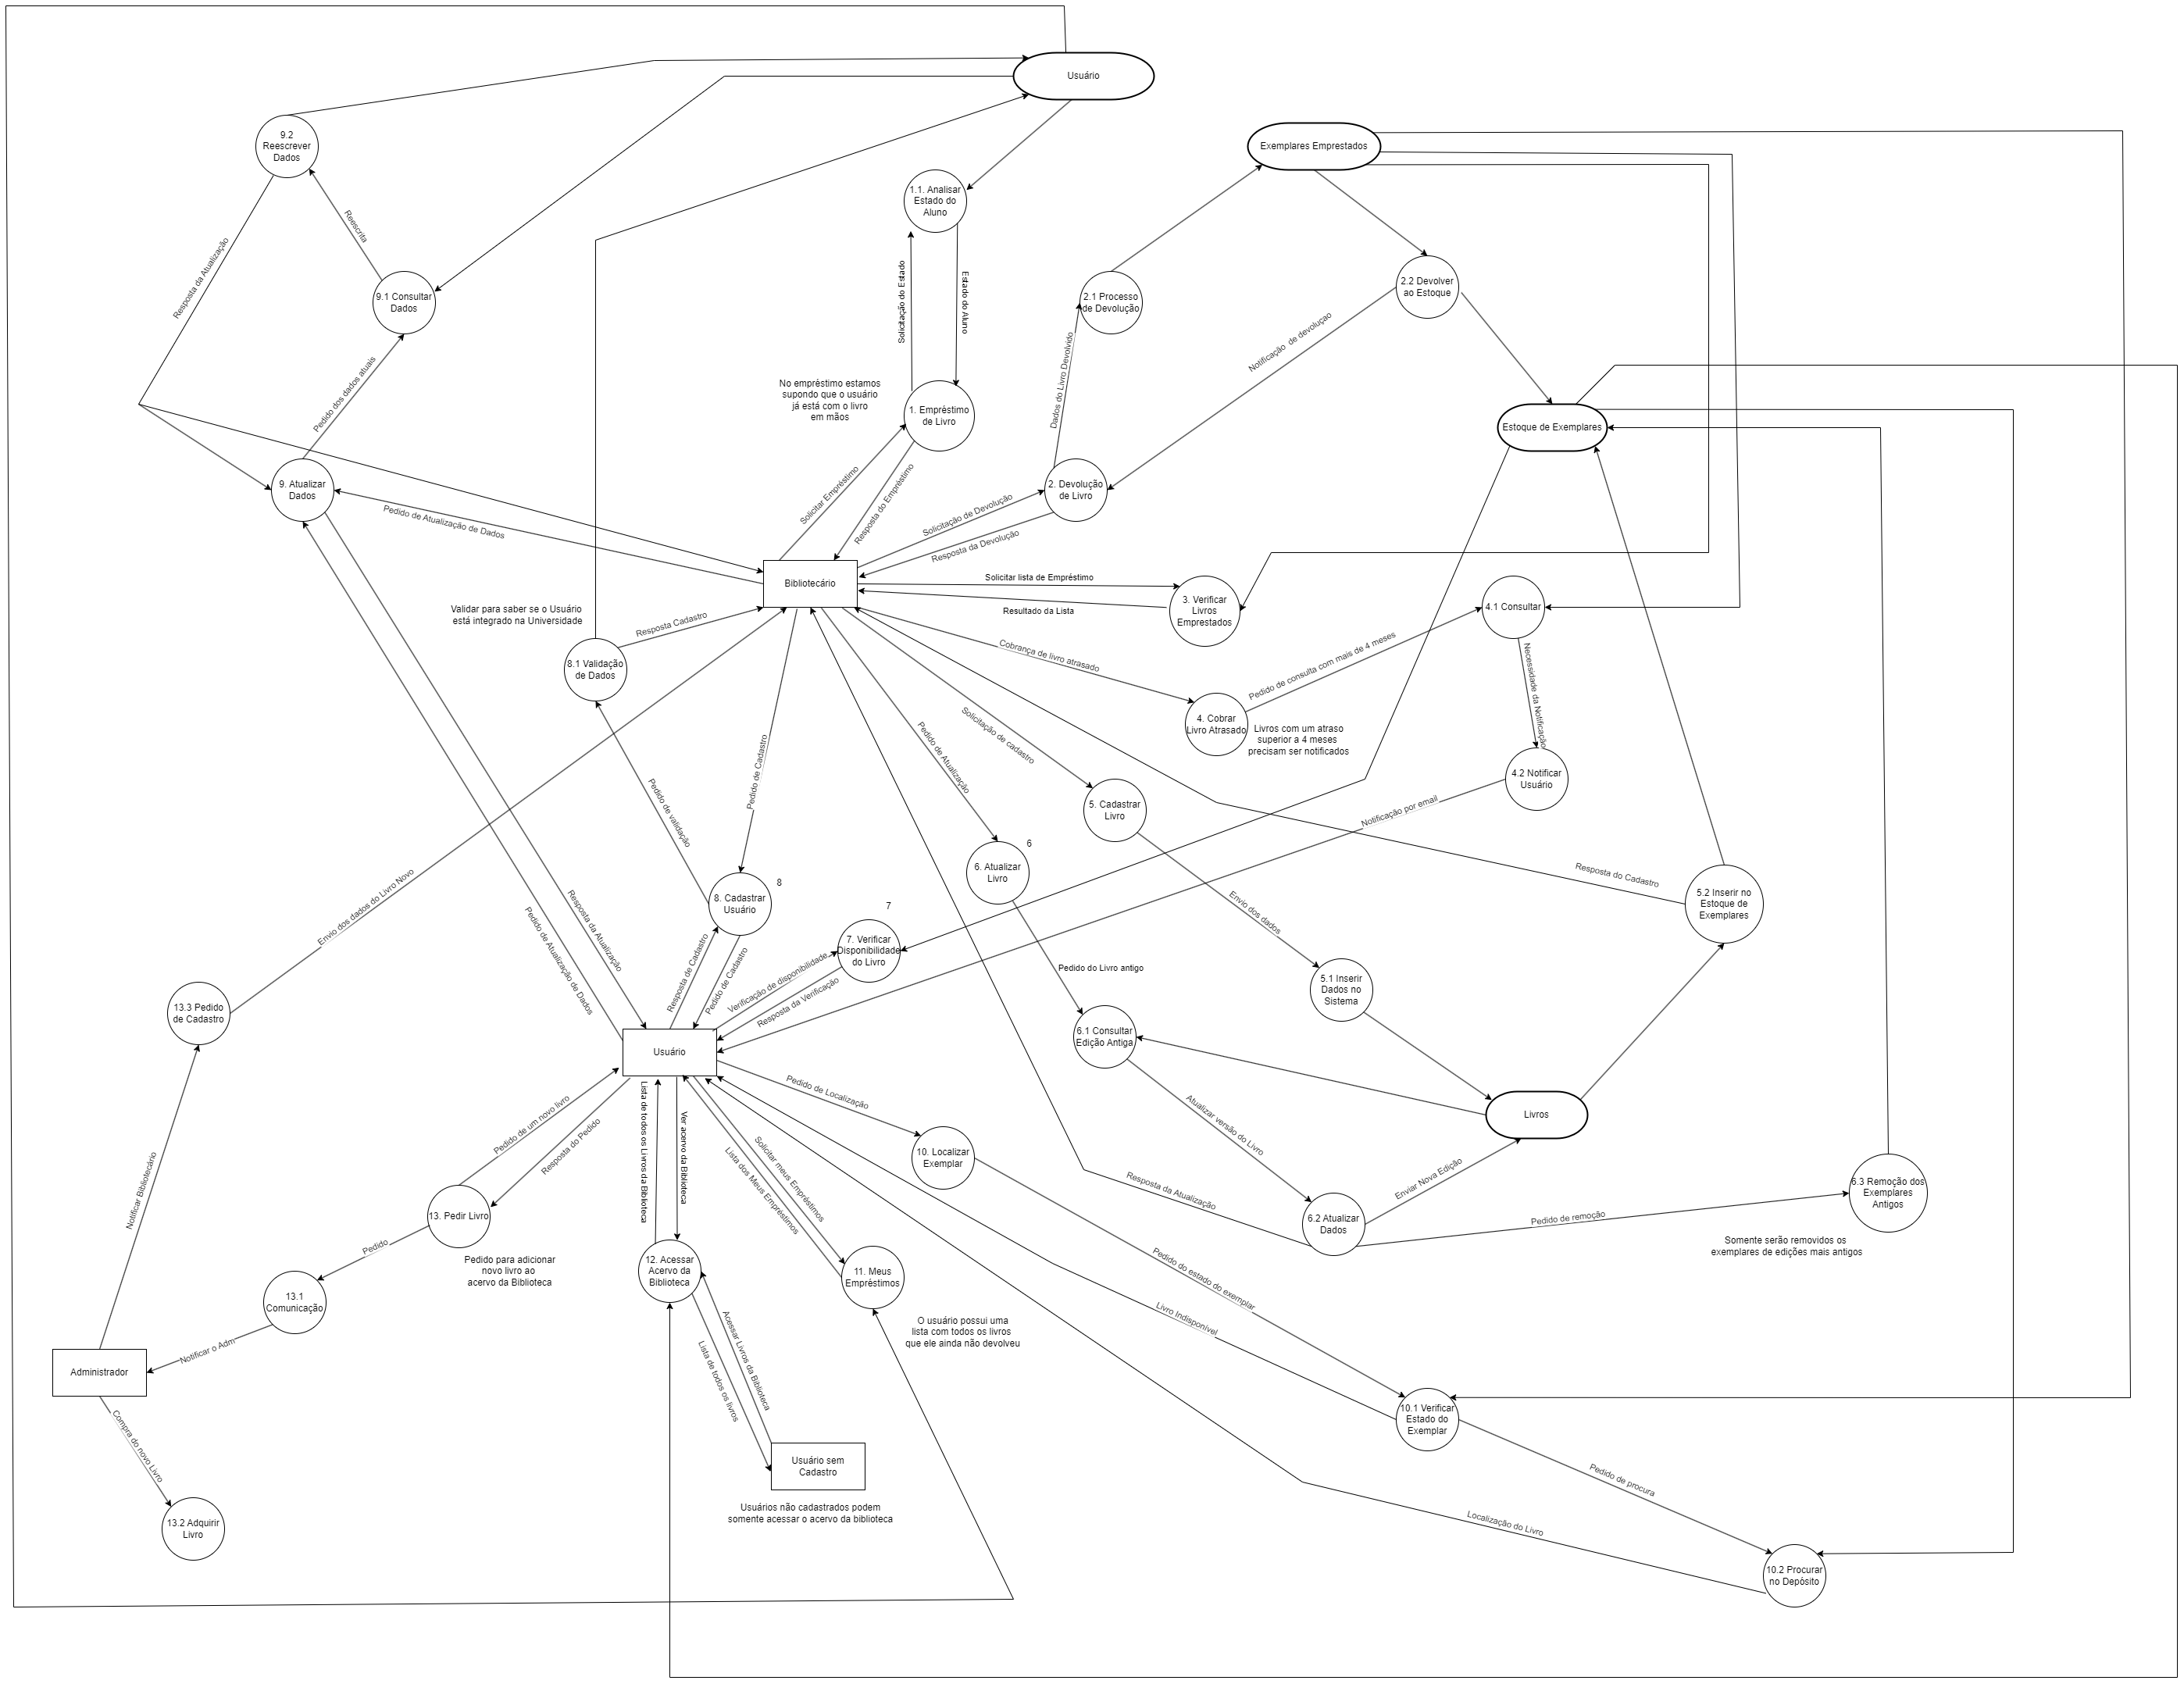 Usuário
9.2
Reescrever
Dados
Exemplares Emprestados
1.1. Analisar
Estado do
Aluno
Reescrita
Resposta da Atualização
9.1 Consultar
Dados
Solicitação do Estado
Estado do Aluno
2.1 Processo
de Devolução
2.2 Devolver
ao Estoque
Notificação de devoluçao
Dados do Livro Devolvido
Pedido dos dados atuais
No empréstimo estamos
supondo que o usuário
já está com o livro
em mãos
1. Empréstimo
de Livro
Estoque de Exemplares
9. Atualizar
Dados
Solicitar Empréstimo
Resposta do Empréstimo
2. Devolução
de Livro
Pedido de Atualização de Dados
Solicitação de Devolução
Resposta da Devolução
Bibliotecário
Solicitar lista de Empréstimo
Resultado da Lista
3. Verificar
Livros
Emprestados
4.1 Consultar
Validar para saber se o Usuário
está integrado na Universidade
Resposta Cadastro
8.1 Validação
de Dados
Cobrança de livro atrasado
Pedido de consulta com mais de 4 meses
Necessidade da Notificação
4. Cobrar
Livro Atrasado
Livros com um atraso
superior a 4 meses
precisam ser notificados
Solicitação de cadastro
Pedido de Atualização
Pedido de Cadastro
4.2 Notificar
Usuário
Pedido de validação
5. Cadastrar
Livro
Notificação por email
6
6. Atualizar
Livro
Resposta do Cadastro
8
8. Cadastrar
Usuário
5.2 Inserir no
Estoque de
Exemplares
Envio dos dados do Livro Novo
7
7. Verificar
Disponibilidade
do Livro
Envio dos dados
Resposta da Atualização
Pedido de Atualização de Dados
Resposta de Cadastro
Pedido de Cadastro
Verificação de disponibilidade
Resposta da Verificação
Pedido do Livro antigo
5.1 Inserir
Dados no
Sistema
13.3 Pedido
de Cadastro
6.1 Consultar
Edição Antiga
Usuário
Pedido de Localização
Livros
Pedido de um novo livro
Resposta do Pedido
Lista de todos os Livros da Biblioteca
Ver acervo da Biblioteca
Solicitar meus Empréstimos
Lista dos Meus Empréstimos
10. Localizar
Exemplar
Atualizar versão do Livro
Enviar Nova Edição
Resposta da Atualização
Notificar Bibliotecário
13. Pedir Livro
6.2 Atualizar
Dados
Pedido de remoção
6.3 Remoção dos
Exemplares
Antigos
Somente serão removidos os
exemplares de edições mais antigos
Pedido
Pedido para adicionar
novo livro ao
acervo da Biblioteca
12. Acessar
Acervo da
Biblioteca
11. Meus
Empréstimos
Pedido do estado do exemplar
13.1
Comunicação
Livro Indisponível
O usuário possui uma
lista com todos os livros
que ele ainda não devolveu
Notificar o Adm
Acessar Livros da Biblioteca
Lista de todos os livros
Administrador
10.1 Verificar
Estado do
Exemplar
Compra do novo Livro
Usuário sem
Cadastro
Pedido de procura
Usuários não cadastrados podem
somente acessar o acervo da biblioteca
Localização do Livro
13.2 Adquirir
Livro
10.2 Procurar
no Depósito